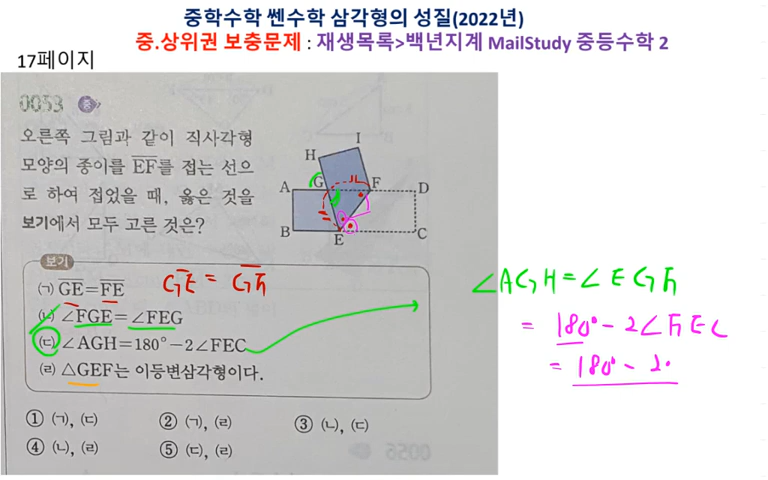 중학수학 쎈수학 삼각형의 성질(2022년)
중.상위권 보충문제 : 재생목록>백년지계 MailStudy 중등수학 2
17페이지
0053 중
오른쪽 그림과 같이 직사각형
모양의 종이를 EF를 접는 선으
로 하여 접었을 때, 옳은 것을
보기에서 모두 고른 것은?
I
H
A G F D
B E C
보기
(ㄱ) GE=FE
GE = GF
(ㄴ) ∠FGE=∠FEG
(ㄷ) ∠AGH=180°-2∠FEC
(ㄹ) △GEF는 이등변삼각형이다.
∠AGH=∠EGF
= 180° - 2∠FEC
= 180° - 2•
① (ㄱ), (ㄷ) ② (ㄱ), (ㄹ) ③ (ㄴ), (ㄷ)
④ (ㄴ), (ㄹ) ⑤ (ㄷ), (ㄹ)